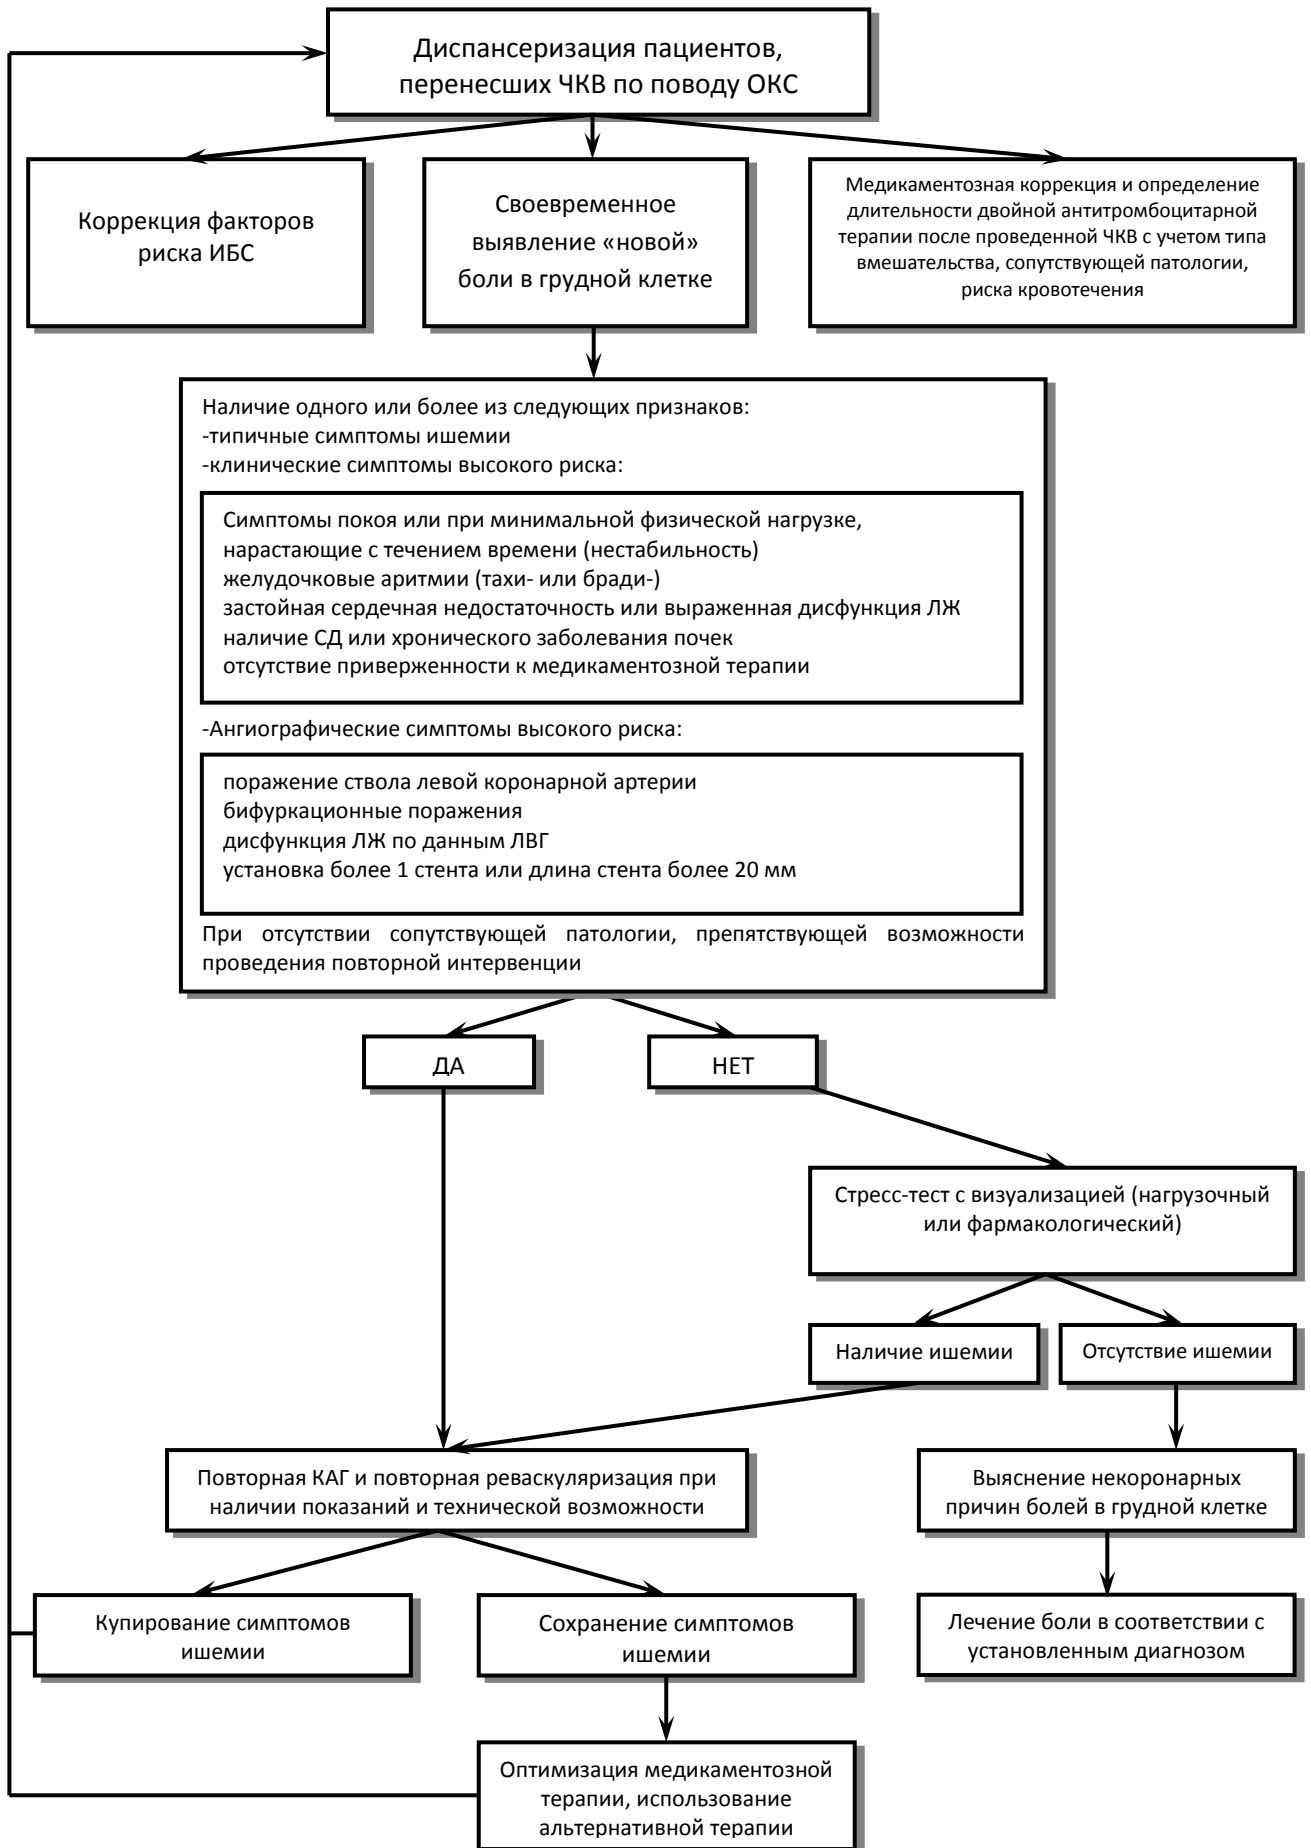 Диспансеризация пациентов,
перенесших ЧКВ по поводу ОКС
Коррекция факторов
риска ИБС
Своевременное
выявление «новой»
боли в грудной клетке
Медикаментозная коррекция и определение
длительности двойной антитромбоцитарной
терапии после проведенной ЧКВ с учетом типа
вмешательства, сопутствующей патологии,
риска кровотечения
Наличие одного или более из следующих признаков:
-типичные симптомы ишемии
-клинические симптомы высокого риска:
Симптомы покоя или при минимальной физической нагрузке,
нарастающие с течением времени (нестабильность)
желудочковые аритмии (тахи- или бради-)
застойная сердечная недостаточность или выраженная дисфункция ЛЖ
наличие СД или хронического заболевания почек
отсутствие приверженности к медикаментозной терапии
-Ангиографические симптомы высокого риска:
поражение ствола левой коронарной артерии
бифуркационные поражения
дисфункция ЛЖ по данным ЛВГ
установка более 1 стента или длина стента более 20 мм
При отсутствии сопутствующей патологии, препятствующей возможности
проведения повторной интервенции
ДА
НЕТ
Стресс-тест с визуализацией (нагрузочный
или фармакологический)
Наличие ишемии
Отсутствие ишемии
Повторная КАГ и повторная реваскуляризация при
наличии показаний и технической возможности
Выяснение некоронарных
причин болей в грудной клетке
Купирование симптомов
ишемии
Сохранение симптомов
ишемии
Лечение боли в соответствии с
установленным диагнозом
Оптимизация медикаментозной
терапии, использование
альтернативной терапии